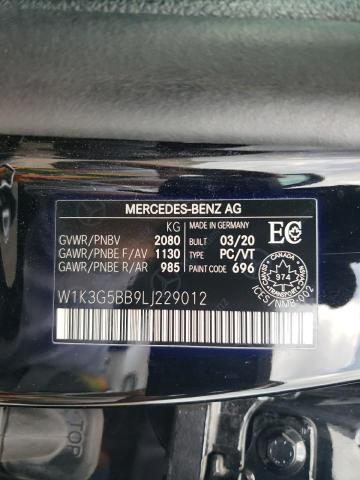 MERCEDES-BENZ AG
KG
MADE IN GERMANY
GVWR/PNBV 2080 BUILT 03/20
GAWR/PNBE F/AV 1130 TYPE PC/VT
GAWR/PNBE R/AR 985 PAINT CODE 696
EC
CANADA
974
ICES/NMB-002
W1K3G5BB9LJ229012
STOP